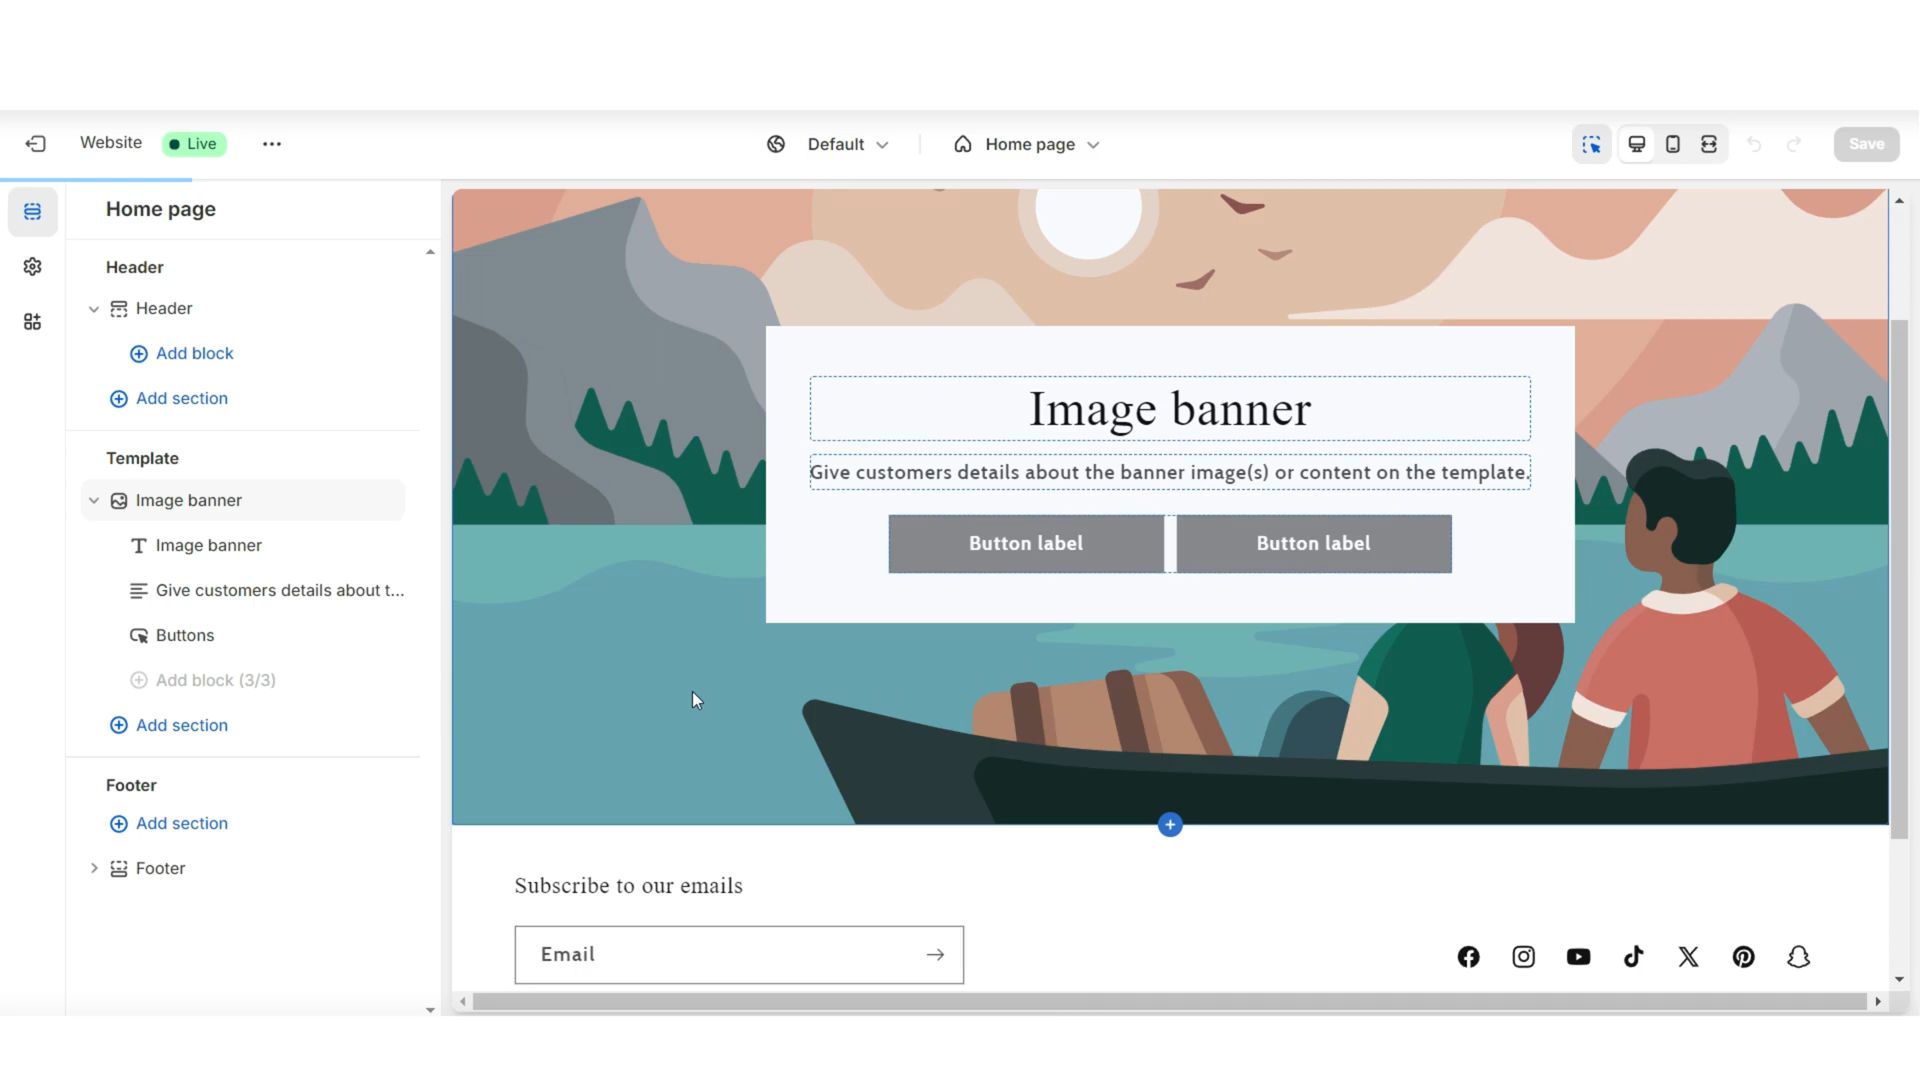 Website
Live
Default
Home page
Save
Home page
Header
Header
Add block
Add section
Template
Image banner
Image banner
Give customers details about t...
Buttons
Add block (3/3)
Add section
Footer
Add section
Footer
Image banner
Give customers details about the banner image(s) or content on the template.
Button label
Button label
Subscribe to our emails
Email